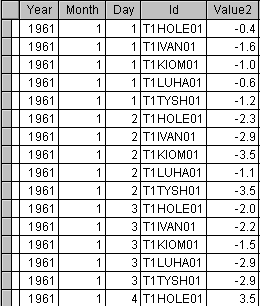 Year Month Day Id Value2
1961 1 1 T1HOLE01 -0.4
1961 1 1 T1IVAN01 -1.6
1961 1 1 T1KIOM01 -1.0
1961 1 1 T1LUHA01 -0.6
1961 1 1 T1TYSH01 -1.2
1961 1 2 T1HOLE01 -2.3
1961 1 2 T1IVAN01 -2.9
1961 1 2 T1KIOM01 -3.5
1961 1 2 T1LUHA01 -1.1
1961 1 2 T1TYSH01 -3.5
1961 1 3 T1HOLE01 -2.0
1961 1 3 T1IVAN01 -2.2
1961 1 3 T1KIOM01 -1.5
1961 1 3 T1LUHA01 -2.9
1961 1 3 T1TYSH01 -2.9
1961 1 4 T1HOLE01 3.5